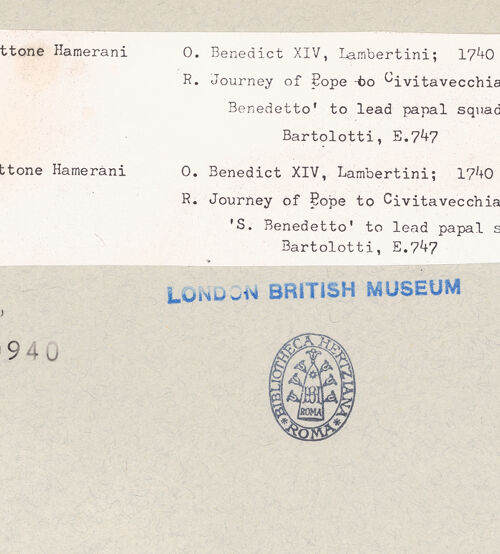 ttone Hamerani O. Benedict XIV, Lambertini; 1740
R. Journey of Pope to Civitavecchia
Benedetto' to lead papal squad
Bartolotti, E.747
ttone Hamerani O. Benedict XIV, Lambertini; 1740
R. Journey of Pope to Civitavecchia
'S. Benedetto' to lead papal s
Bartolotti, E.747
LONDON BRITISH MUSEUM
940
BIBLIOTHECA HERTZIANA
ROMA
* ROMA *